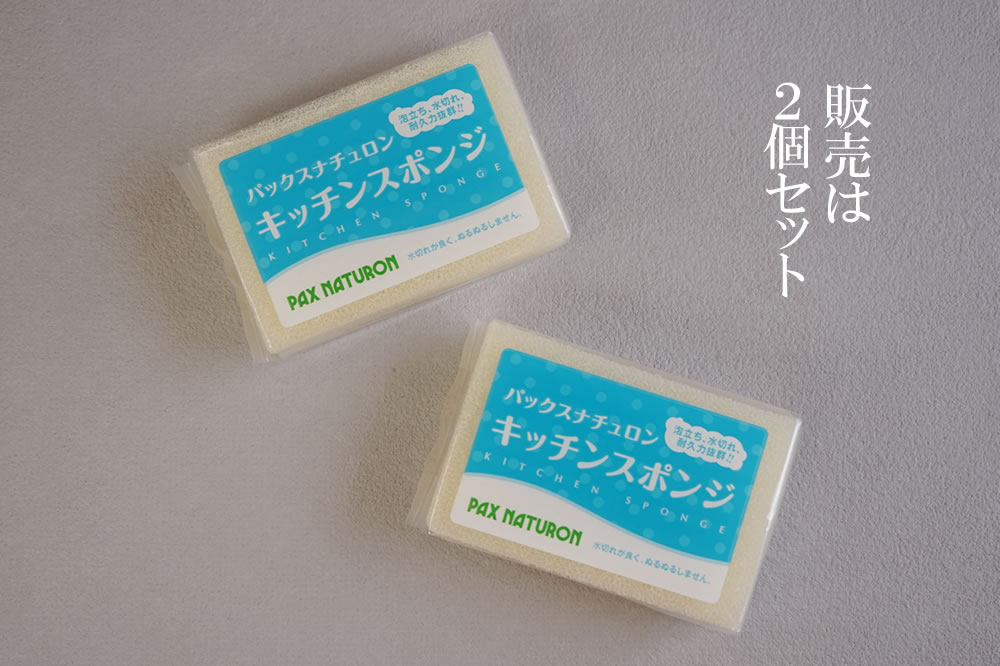 販売は
2個セット
泡立ち、水切れ、
耐久力抜群!!
パックスナチュロン
キッチンスポンジ
KITCHEN SPONGE
PAX NATURON
水切れが良く、ぬるぬるしません。
パックスナチュロン
泡立ち、水切れ、
耐久力抜群!!
キッチンスポンジ
KITCHEN SPONGE
PAX NATURON
水切れが良く、ぬるぬるしません。